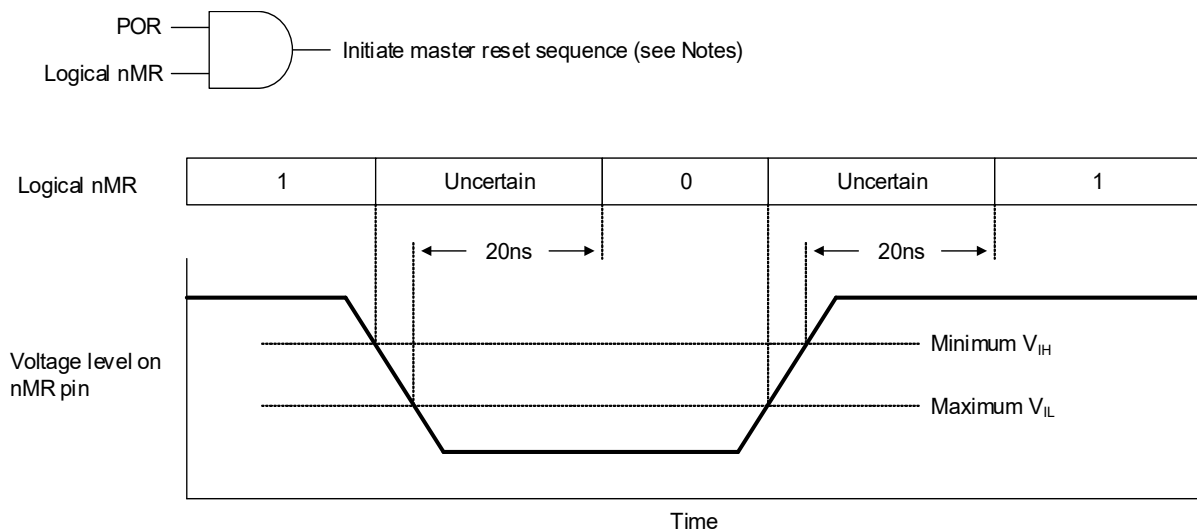 POR
Initiate master reset sequence (see Notes)
Logical nMR
Logical nMR
1
Uncertain
0
Uncertain
1
20ns
20ns
Voltage level on
nMR pin
Minimum VIH
Maximum VIL
Time